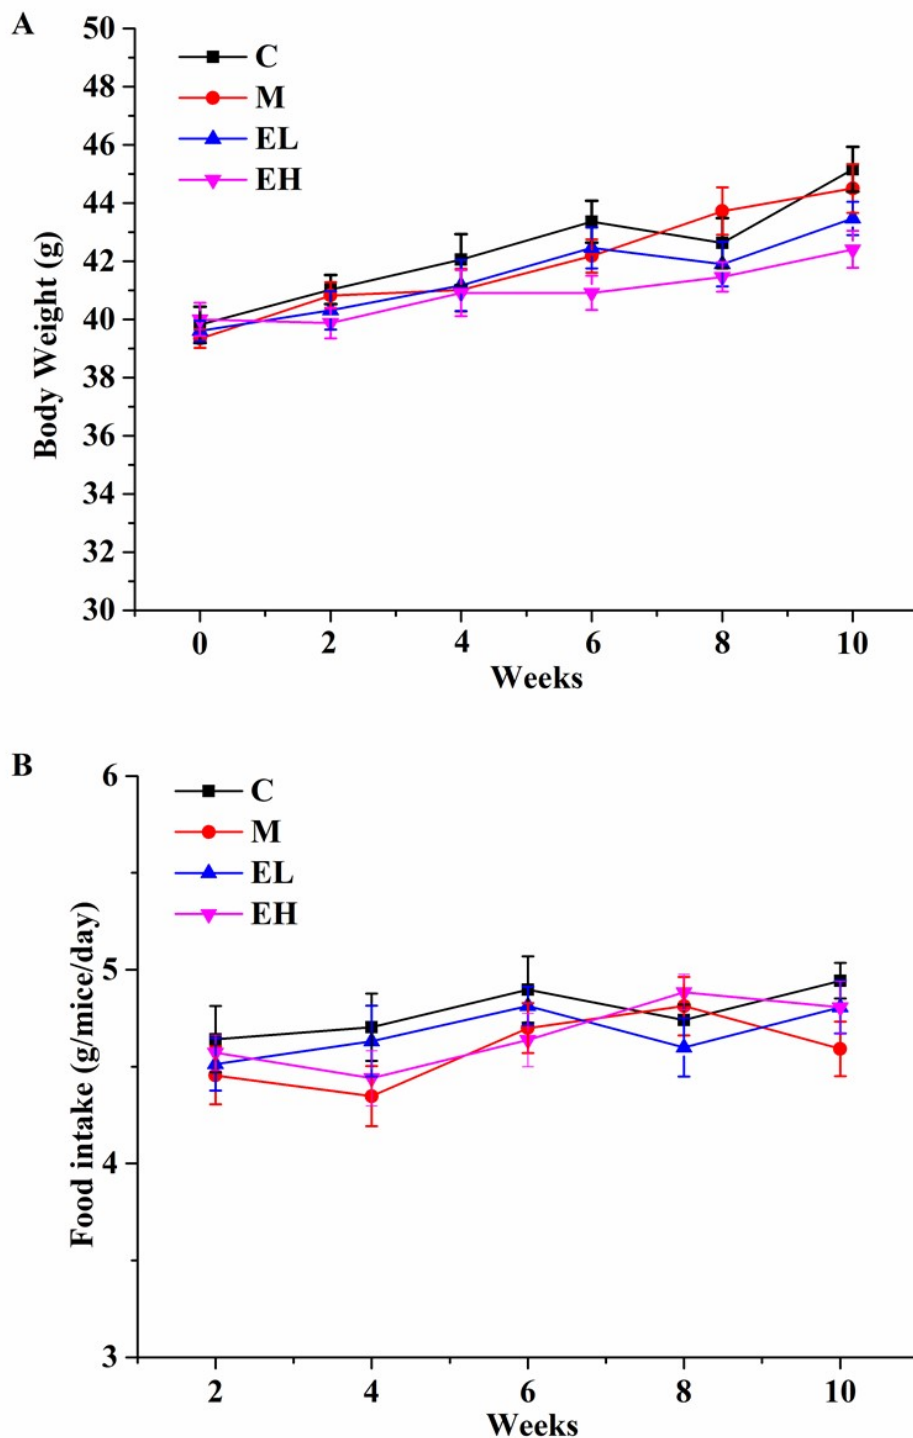 A
50
48
46
44
42
40
38
36
34
32
30
Body Weight (g)
C
M
EL
EH
0 2 4 6 8 10
Weeks
B
6
5
4
3
Food intake (g/mice/day)
C
M
EL
EH
2 4 6 8 10
Weeks